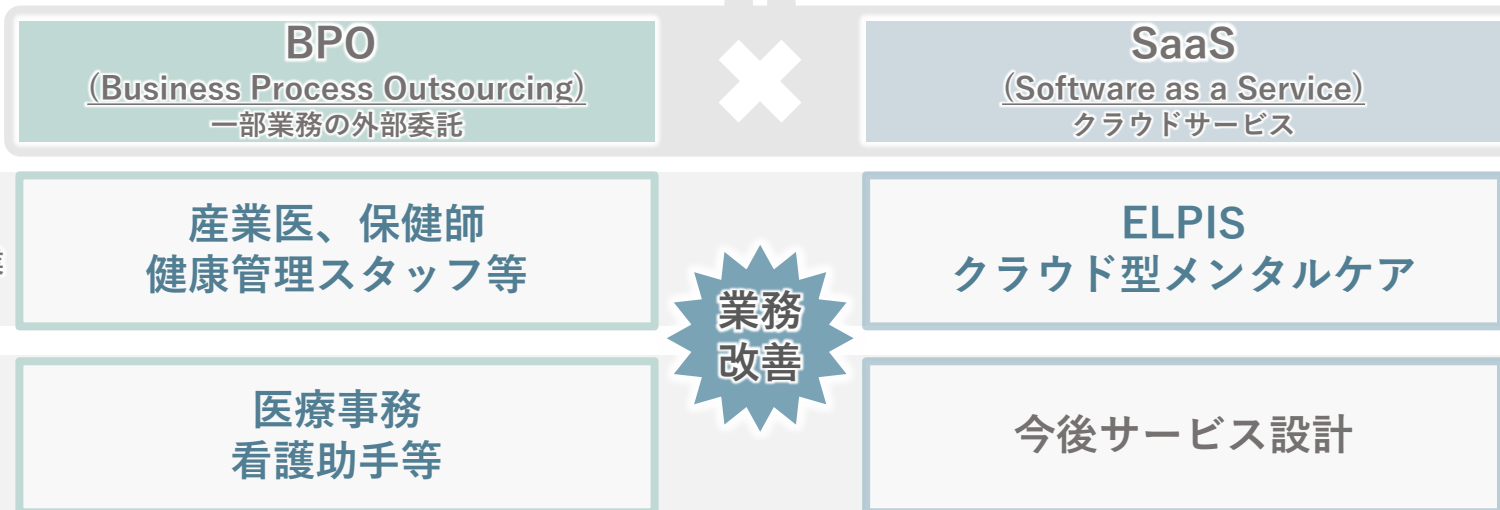 BPO
(Business Process Outsourcing)
一部業務の外部委託
SaaS
(Software as a Service)
クラウドサービス
産業医、保健師
健康管理スタッフ等
ELPIS
クラウド型メンタルケア
業務
改善
医療事務
看護助手等
今後サービス設計